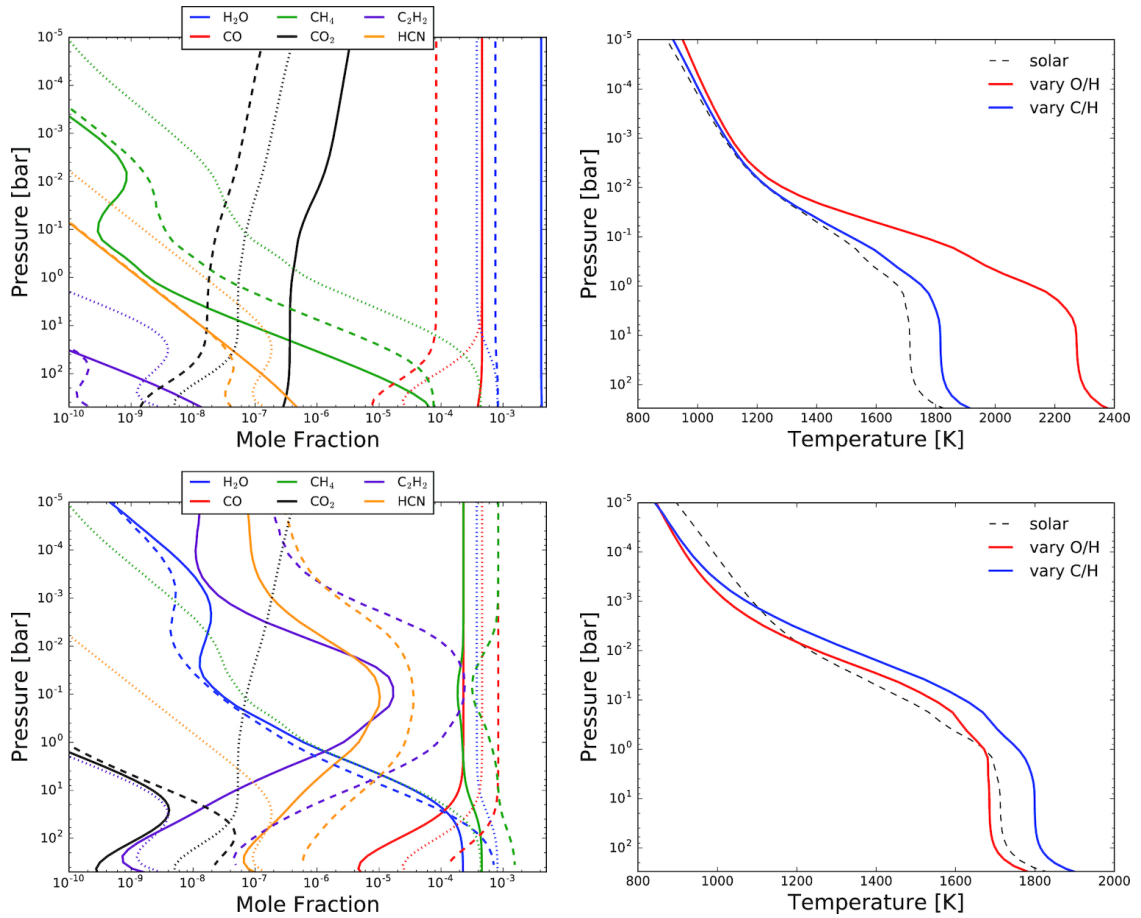 H₂O CH₄ C₂H₂
CO CO₂ HCN
10⁻⁵
10⁻⁴
10⁻³
10⁻²
10⁻¹
10⁰
10¹
10²
Pressure [bar]
10⁻¹⁰ 10⁻⁹ 10⁻⁸ 10⁻⁷ 10⁻⁶ 10⁻⁵ 10⁻⁴ 10⁻³
Mole Fraction
solar
vary O/H
vary C/H
10⁻⁵
10⁻⁴
10⁻³
10⁻²
10⁻¹
10⁰
10¹
10²
Pressure [bar]
800 1000 1200 1400 1600 1800 2000 2200 2400
Temperature [K]
H₂O CH₄ C₂H₂
CO CO₂ HCN
10⁻⁵
10⁻⁴
10⁻³
10⁻²
10⁻¹
10⁰
10¹
10²
Pressure [bar]
10⁻¹⁰ 10⁻⁹ 10⁻⁸ 10⁻⁷ 10⁻⁶ 10⁻⁵ 10⁻⁴ 10⁻³
Mole Fraction
solar
vary O/H
vary C/H
10⁻⁵
10⁻⁴
10⁻³
10⁻²
10⁻¹
10⁰
10¹
10²
Pressure [bar]
800 1000 1200 1400 1600 1800 2000
Temperature [K]